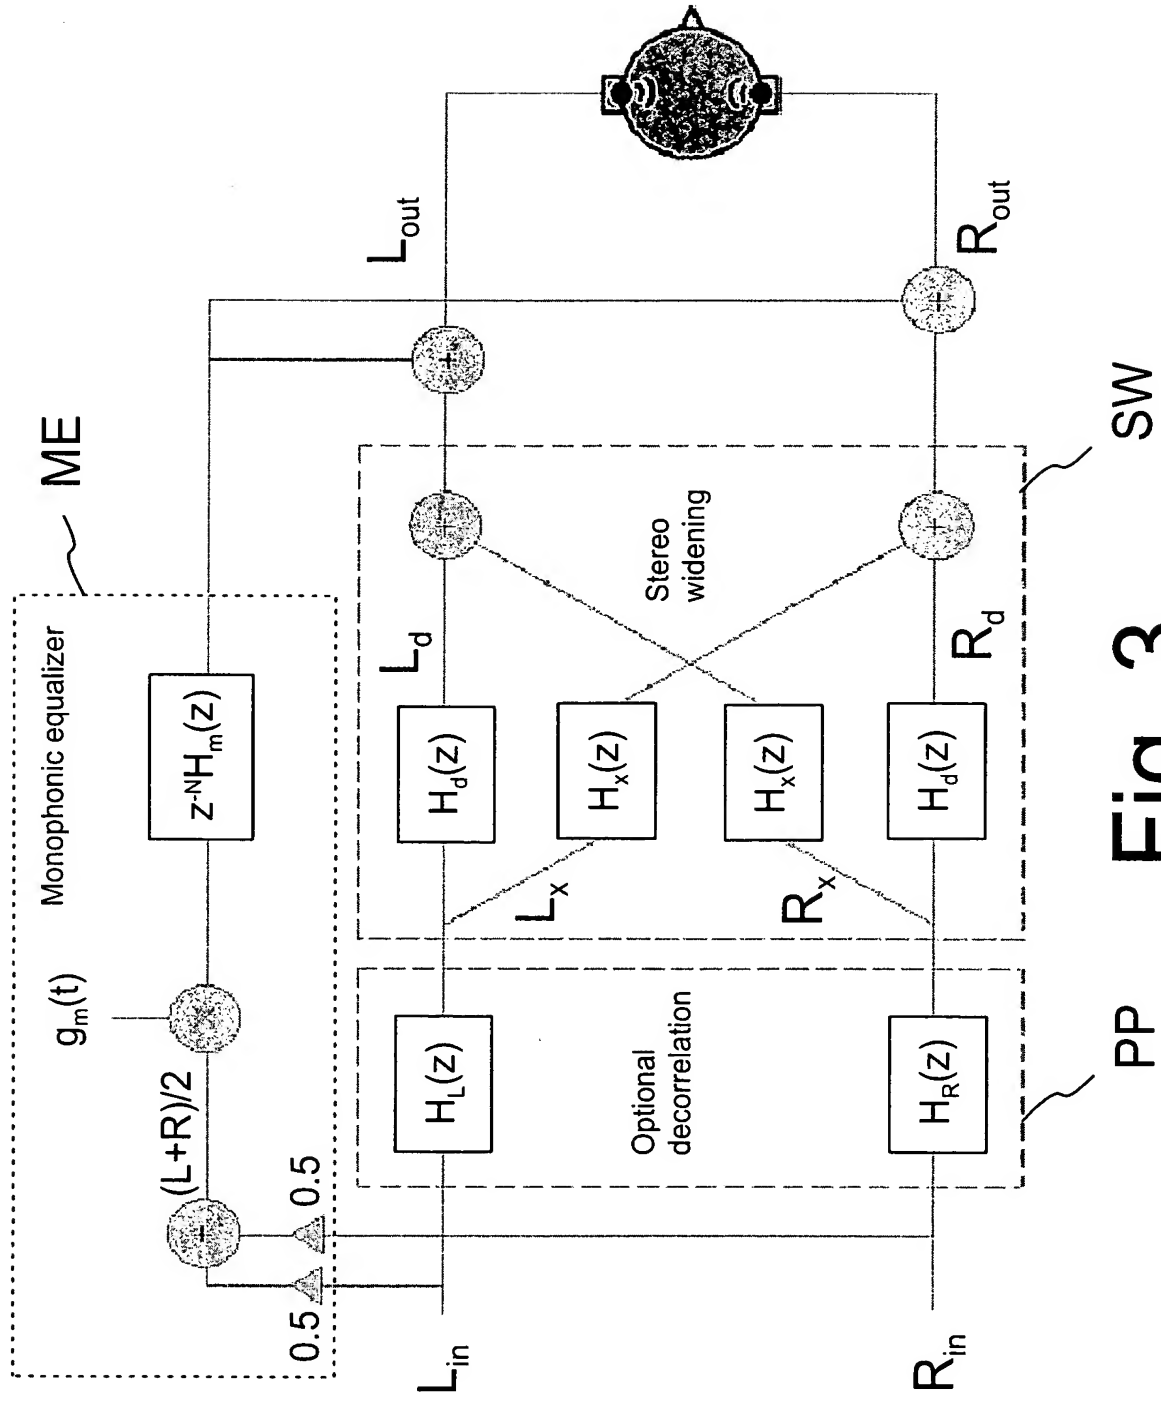 ME
Monophonic equalizer
g_m(t)
(L+R)/2
z^-N H_m(z)
0.5
0.5
L_in
H_L(z)
H_d(z)
L_d
L_out
L_x
H_x(z)
Stereo
widening
Optional
decorrelation
R_x
H_x(z)
R_in
H_R(z)
H_d(z)
R_d
R_out
PP
SW
Fig. 3